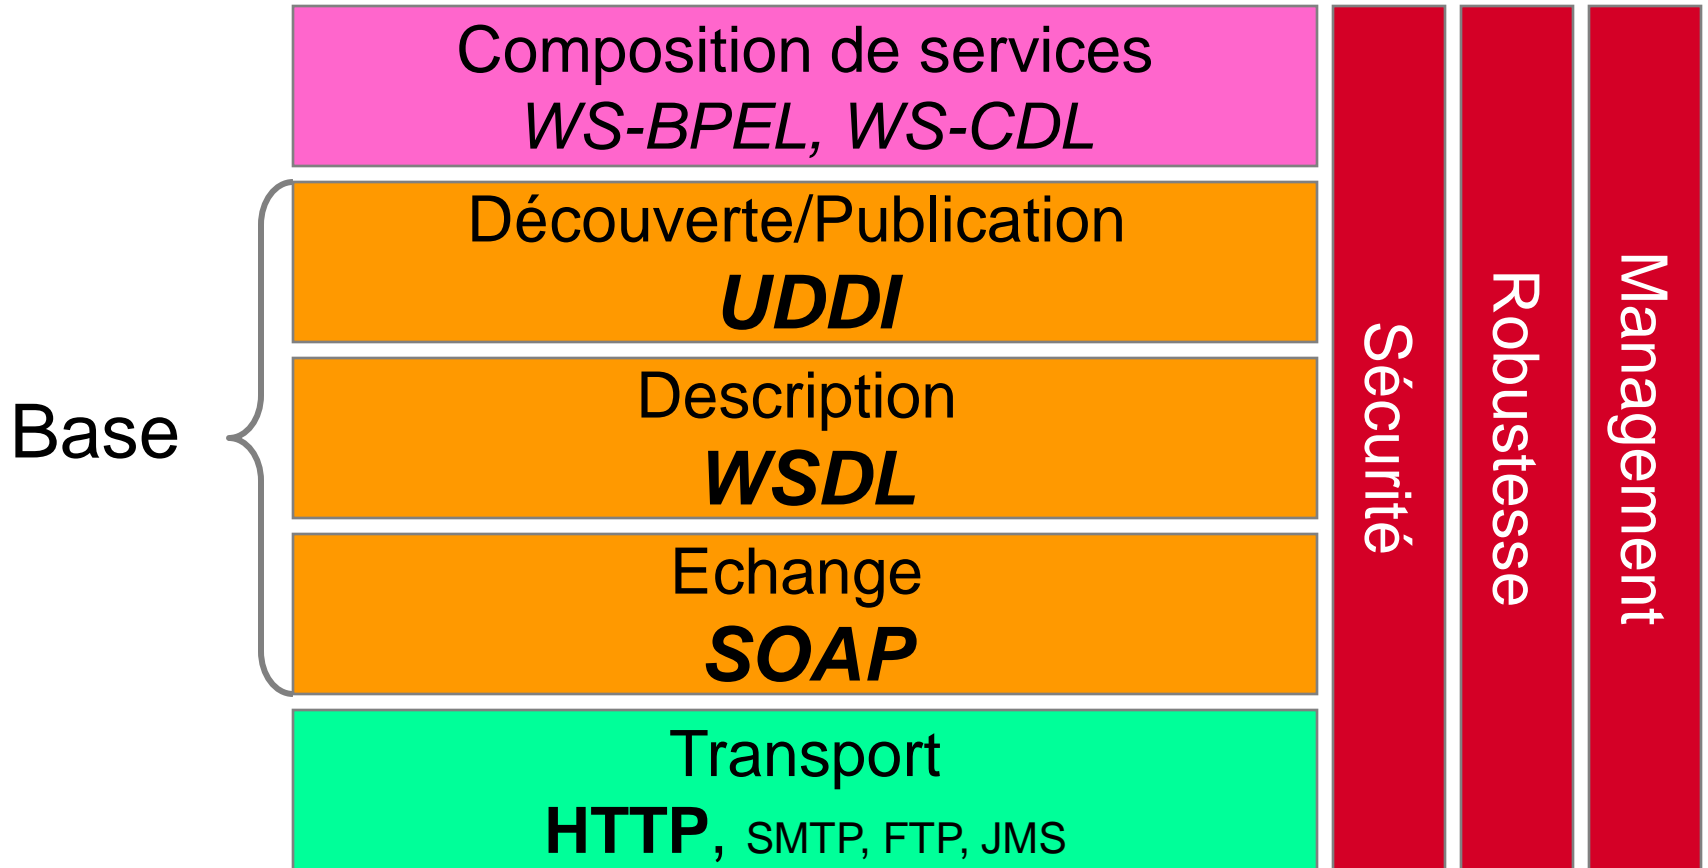 Composition de services
WS-BPEL, WS-CDL
Découverte/Publication
UDDI
Base
Description
WSDL
Echange
SOAP
Transport
HTTP, SMTP, FTP, JMS
Sécurité
Robustesse
Management